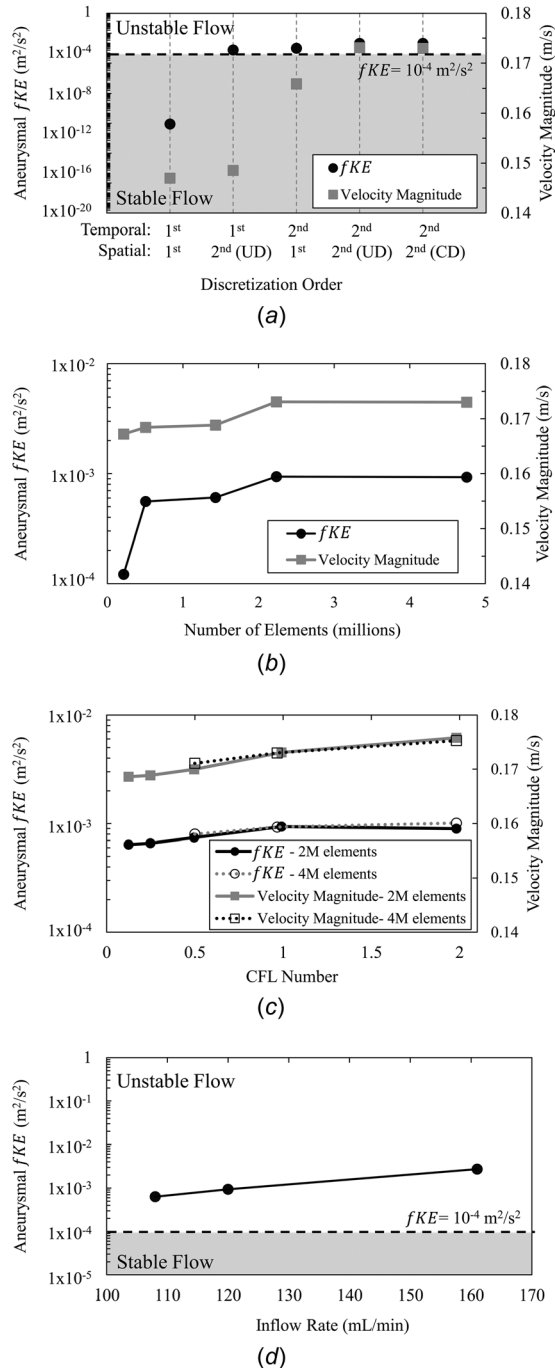 Aneurysmal fKE (m²/s²)
1
1x10⁻⁴
1x10⁻⁸
1x10⁻¹²
1x10⁻¹⁶
1x10⁻²⁰
Unstable Flow
fKE= 10⁻⁴ m²/s²
Stable Flow
fKE
Velocity Magnitude
0.18
0.17
0.16
0.15
0.14
Velocity Magnitude (m/s)
Temporal: 1st 1st 2nd 2nd 2nd
Spatial: 1st 2nd (UD) 1st 2nd (UD) 2nd (CD)
Discretization Order
(a)
Aneurysmal fKE (m²/s²)
1x10⁻²
1x10⁻³
1x10⁻⁴
fKE
Velocity Magnitude
0.18
0.17
0.16
0.15
0.14
Velocity Magnitude (m/s)
0 1 2 3 4 5
Number of Elements (millions)
(b)
Aneurysmal fKE (m²/s²)
1x10⁻²
1x10⁻³
1x10⁻⁴
fKE - 2M elements
fKE - 4M elements
Velocity Magnitude- 2M elements
Velocity Magnitude- 4M elements
0.18
0.17
0.16
0.15
0.14
Velocity Magnitude (m/s)
0 0.5 1 1.5 2
CFL Number
(c)
Aneurysmal fKE (m²/s²)
1
1x10⁻¹
1x10⁻²
1x10⁻³
1x10⁻⁴
1x10⁻⁵
Unstable Flow
fKE= 10⁻⁴ m²/s²
Stable Flow
100 110 120 130 140 150 160 170
Inflow Rate (mL/min)
(d)